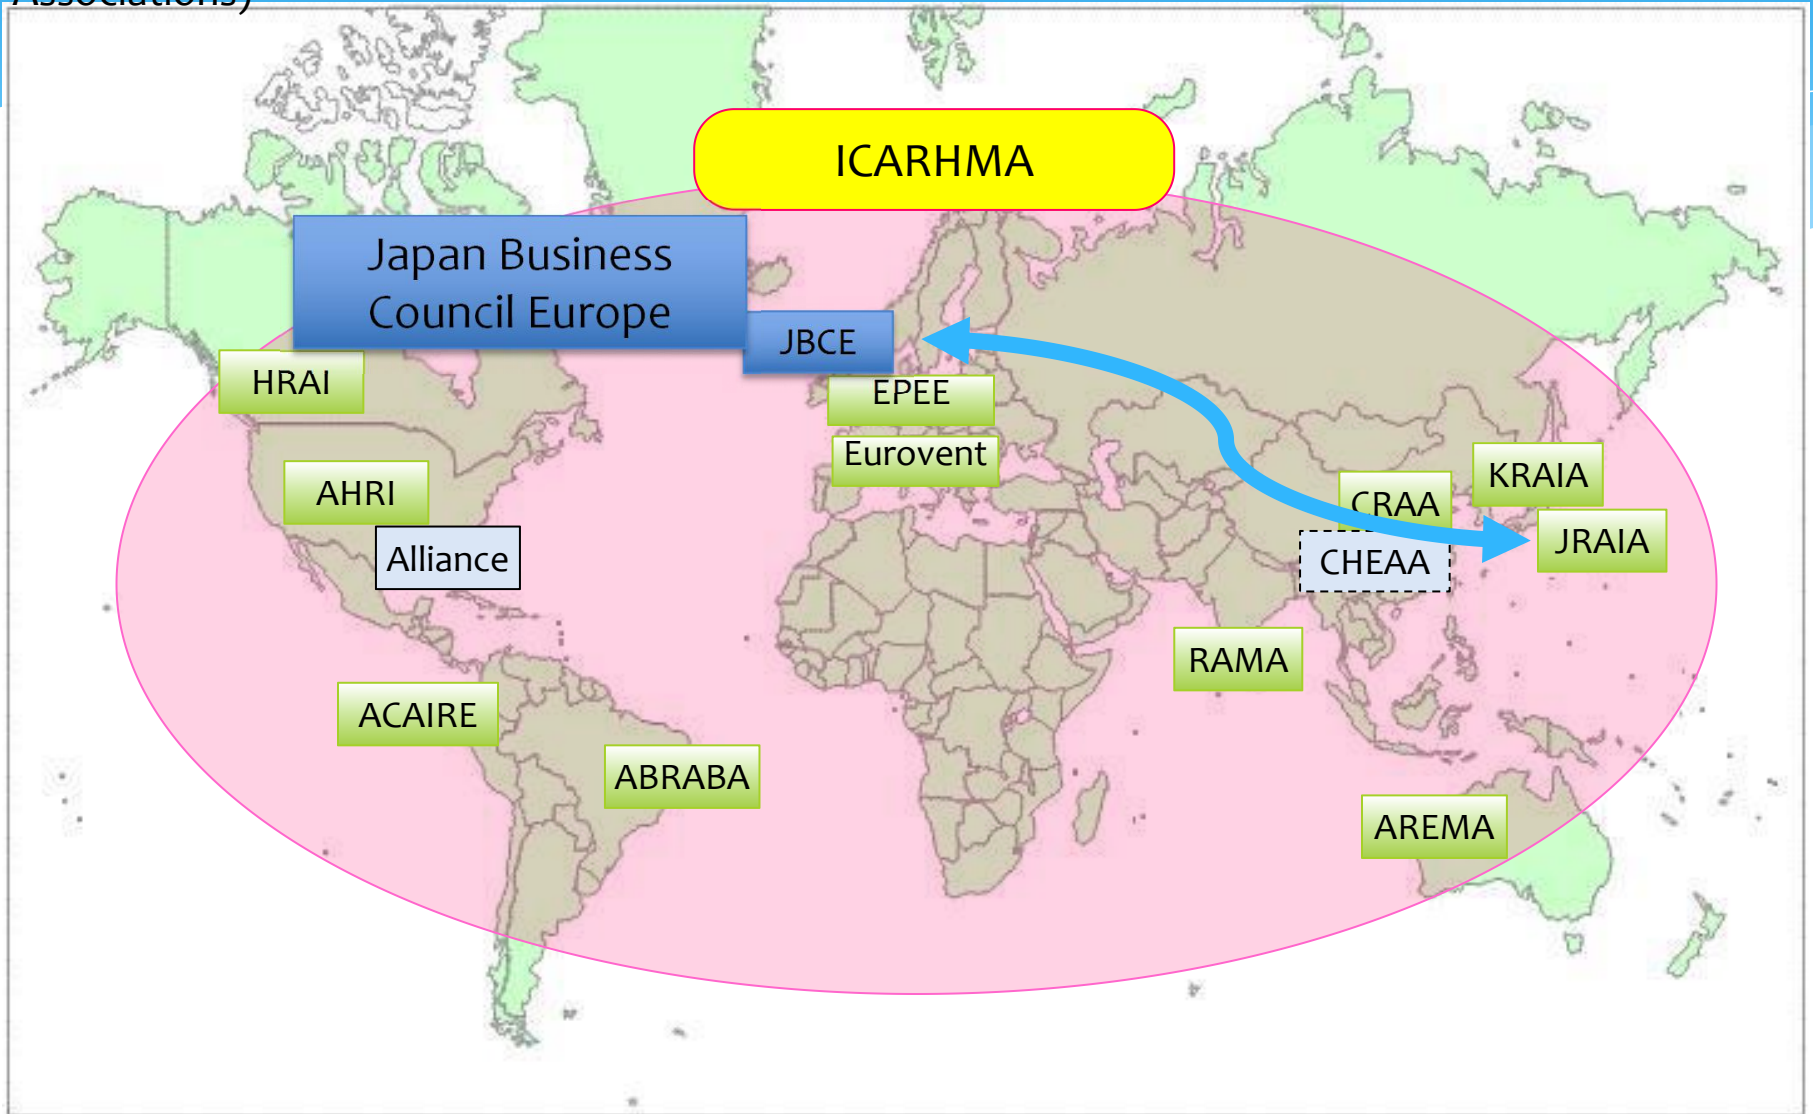 Associations)
ICARHMA
Japan Business
Council Europe
JBCE
HRAI
EPEE
Eurovent
AHRI
KRAIA
CRAA
JRAIA
Alliance
CHEAA
RAMA
ACAIRE
ABRABA
AREMA